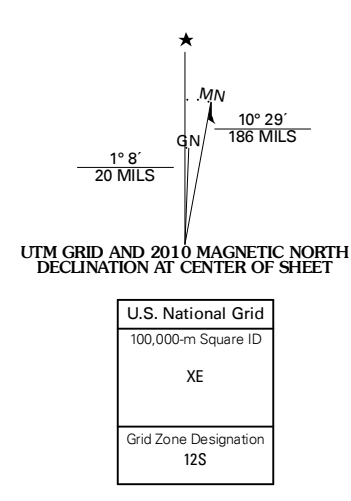 MN
10° 29´
186 MILS
GN
1° 8´
20 MILS
UTM GRID AND 2010 MAGNETIC NORTH
DECLINATION AT CENTER OF SHEET
U.S. National Grid
100,000-m Square ID
XE
Grid Zone Designation
12S